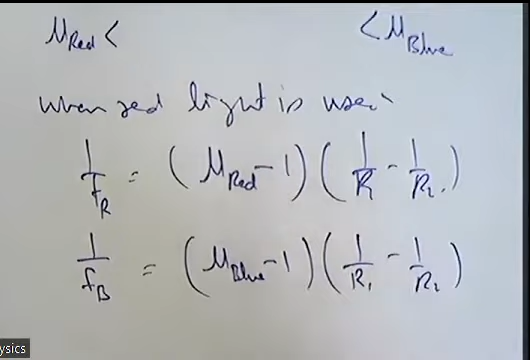 μRed < < μBlue
when red light is used
1/fR = (μRed - 1) (1/R1 - 1/R2)
1/fB = (μBlue - 1) (1/R1 - 1/R2)
ysics